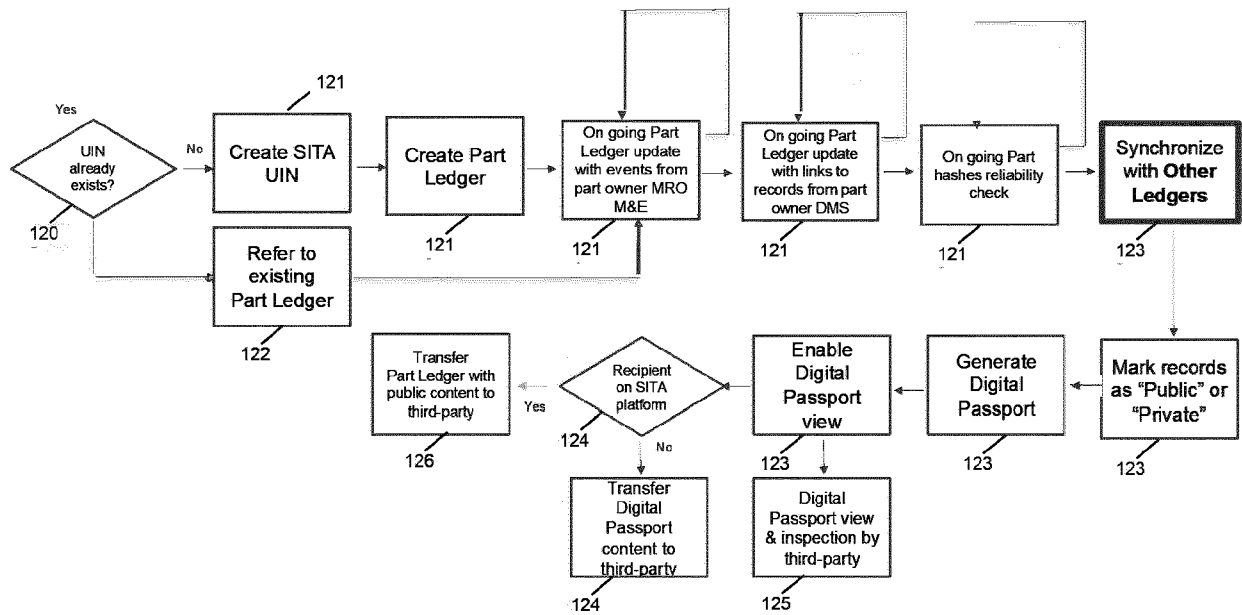 121
Yes
UIN
already
exists?
No
120
Create SITA
UIN
Create Part
Ledger
121
On going Part
Ledger update
with events from
part owner MRO
M&E
121
On going Part
Ledger update
with links to
records from part
owner DMS
121
On going Part
hashes reliability
check
121
Synchronize
with Other
Ledgers
123
Refer to
existing
Part Ledger
122
Transfer
Part Ledger with
public content to
third-party
126
Yes
Recipient
on SITA
platform
124
No
Enable
Digital
Passport
view
123
Generate
Digital
Passport
123
Mark records
as “Public” or
“Private”
123
Transfer
Digital
Passport
content to
third-party
124
Digital
Passport view
& inspection by
third-party
125